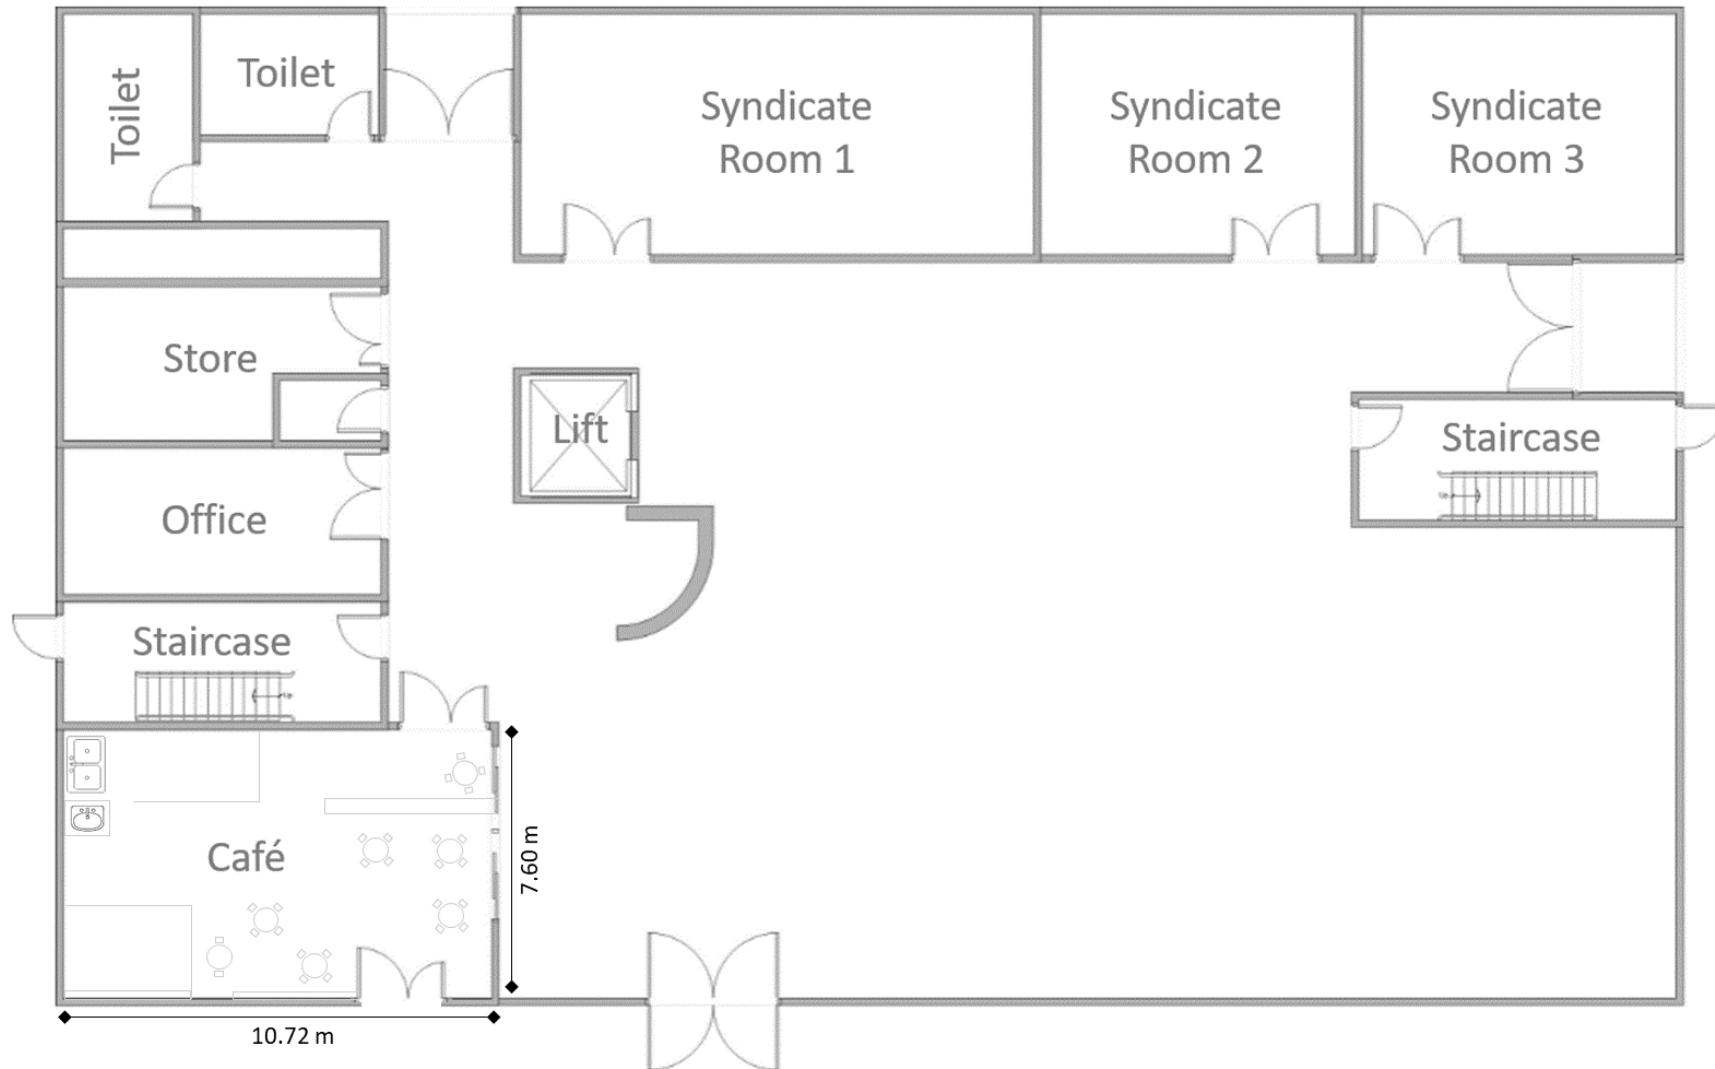 Toilet
Toilet
Syndicate
Room 1
Syndicate
Room 2
Syndicate
Room 3
Store
Lift
Staircase
Office
Staircase
Café
7.60 m
10.72 m